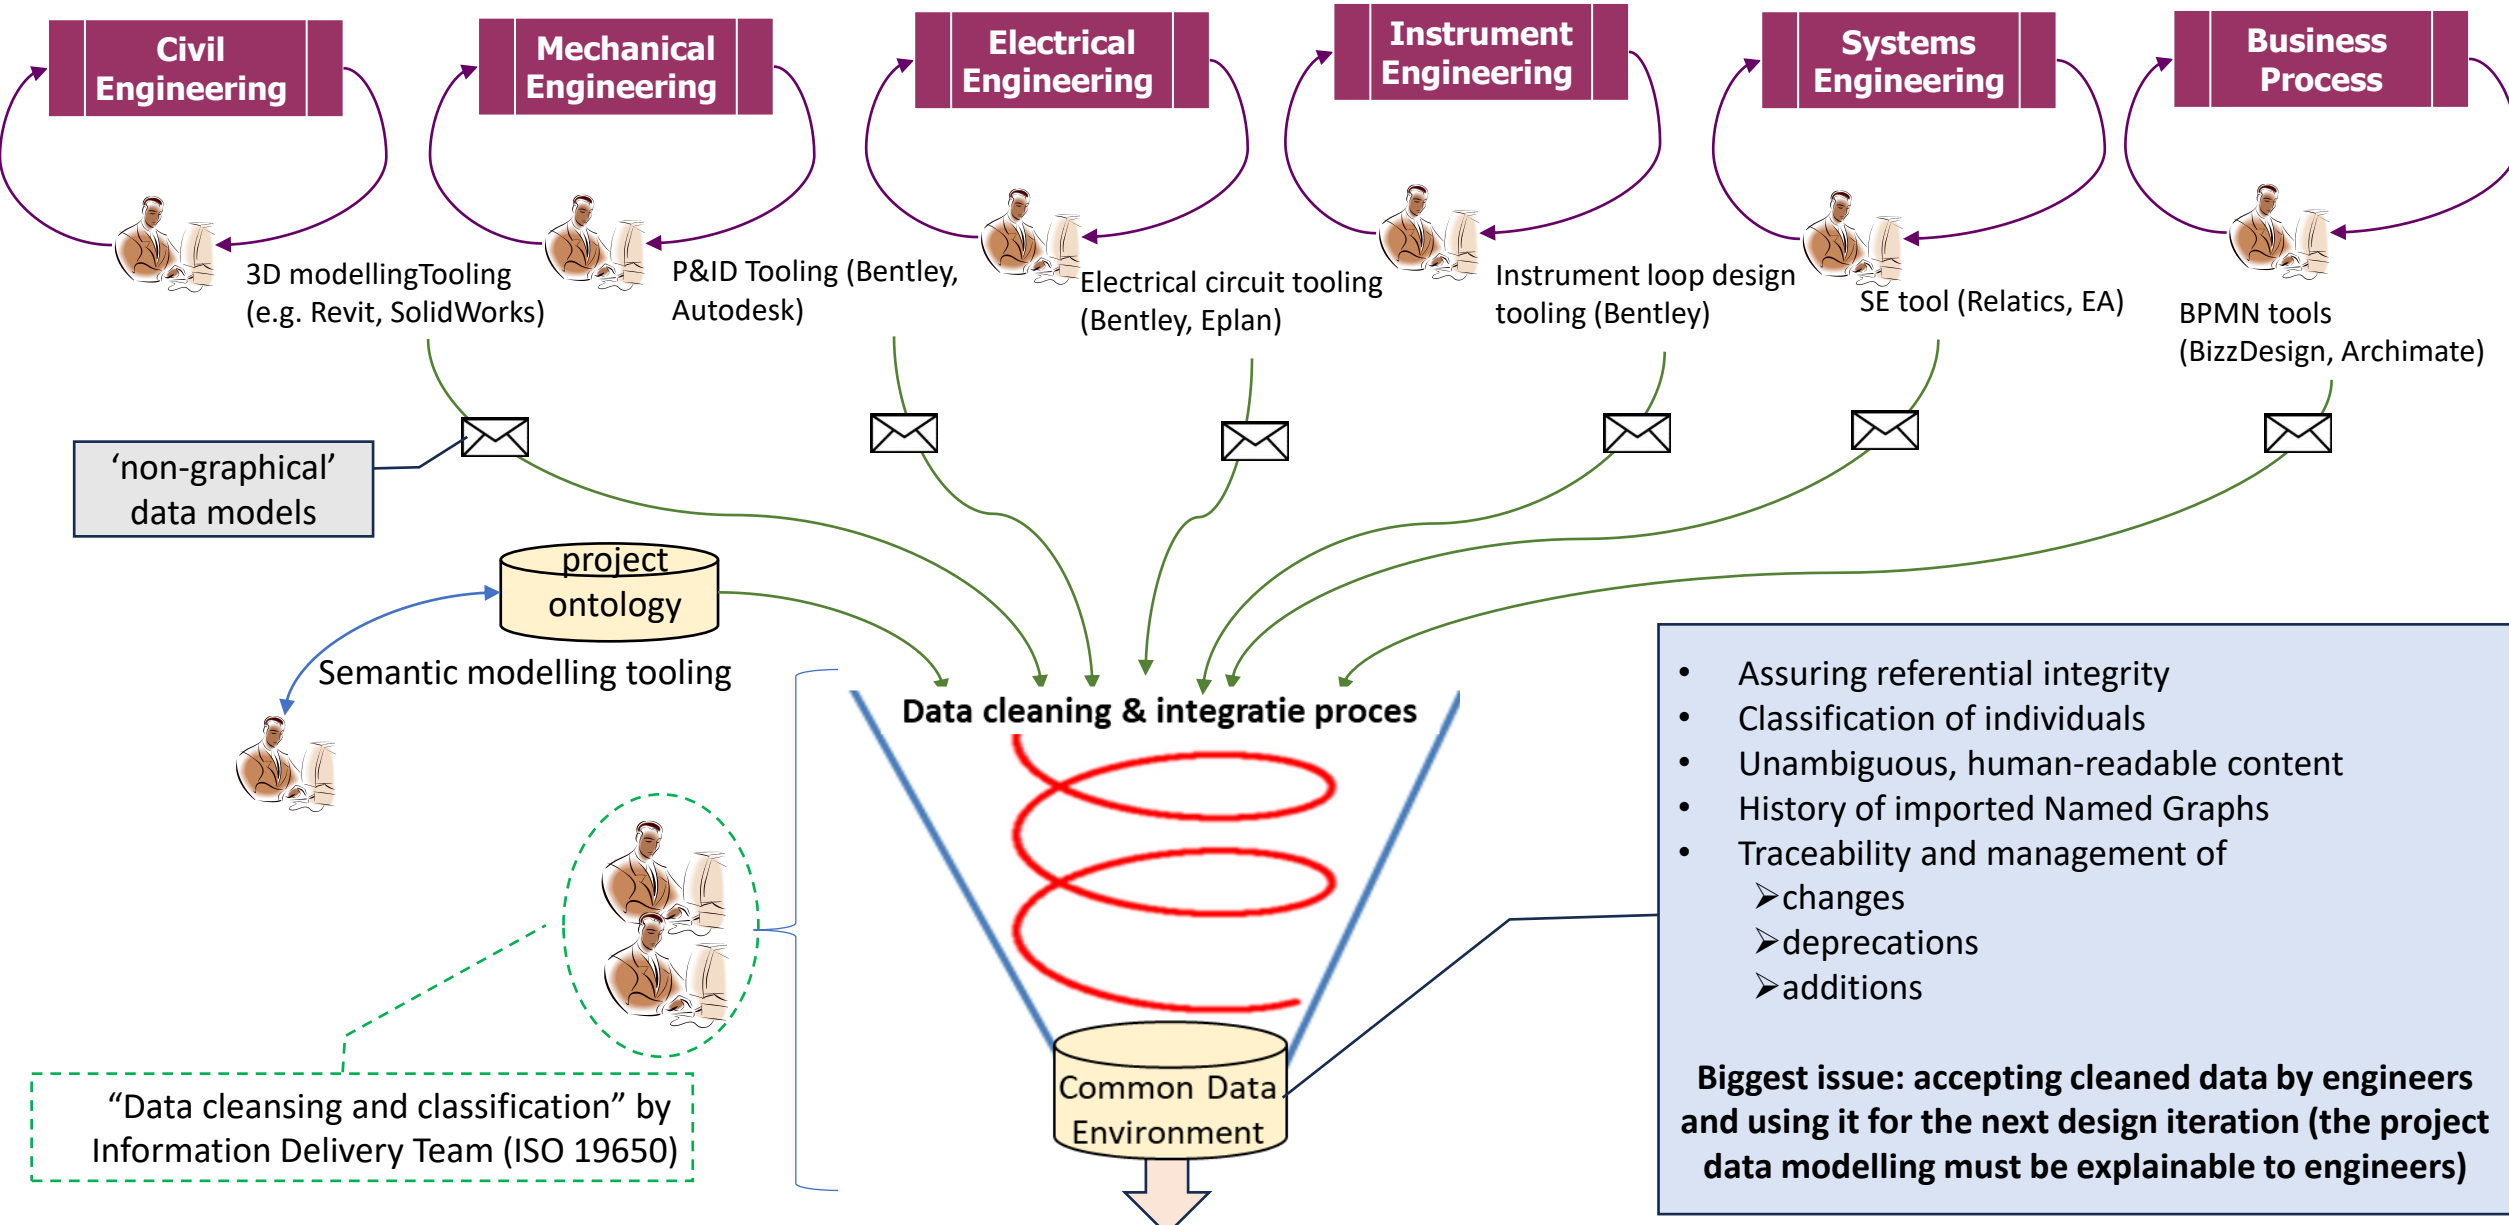 Civil
Engineering
Mechanical
Engineering
Electrical
Engineering
Instrument
Engineering
Systems
Engineering
Business
Process
3D modellingTooling
(e.g. Revit, SolidWorks)
P&ID Tooling (Bentley,
Autodesk)
Electrical circuit tooling
(Bentley, Eplan)
Instrument loop design
tooling (Bentley)
SE tool (Relatics, EA)
BPMN tools
(BizzDesign, Archimate)
‘non-graphical’
data models
project
ontology
Semantic modelling tooling
Data cleaning & integratie proces
• Assuring referential integrity
• Classification of individuals
• Unambiguous, human-readable content
• History of imported Named Graphs
• Traceability and management of
➢changes
➢deprecations
➢additions
Biggest issue: accepting cleaned data by engineers
and using it for the next design iteration (the project
data modelling must be explainable to engineers)
Common Data
Environment
“Data cleansing and classification” by
Information Delivery Team (ISO 19650)